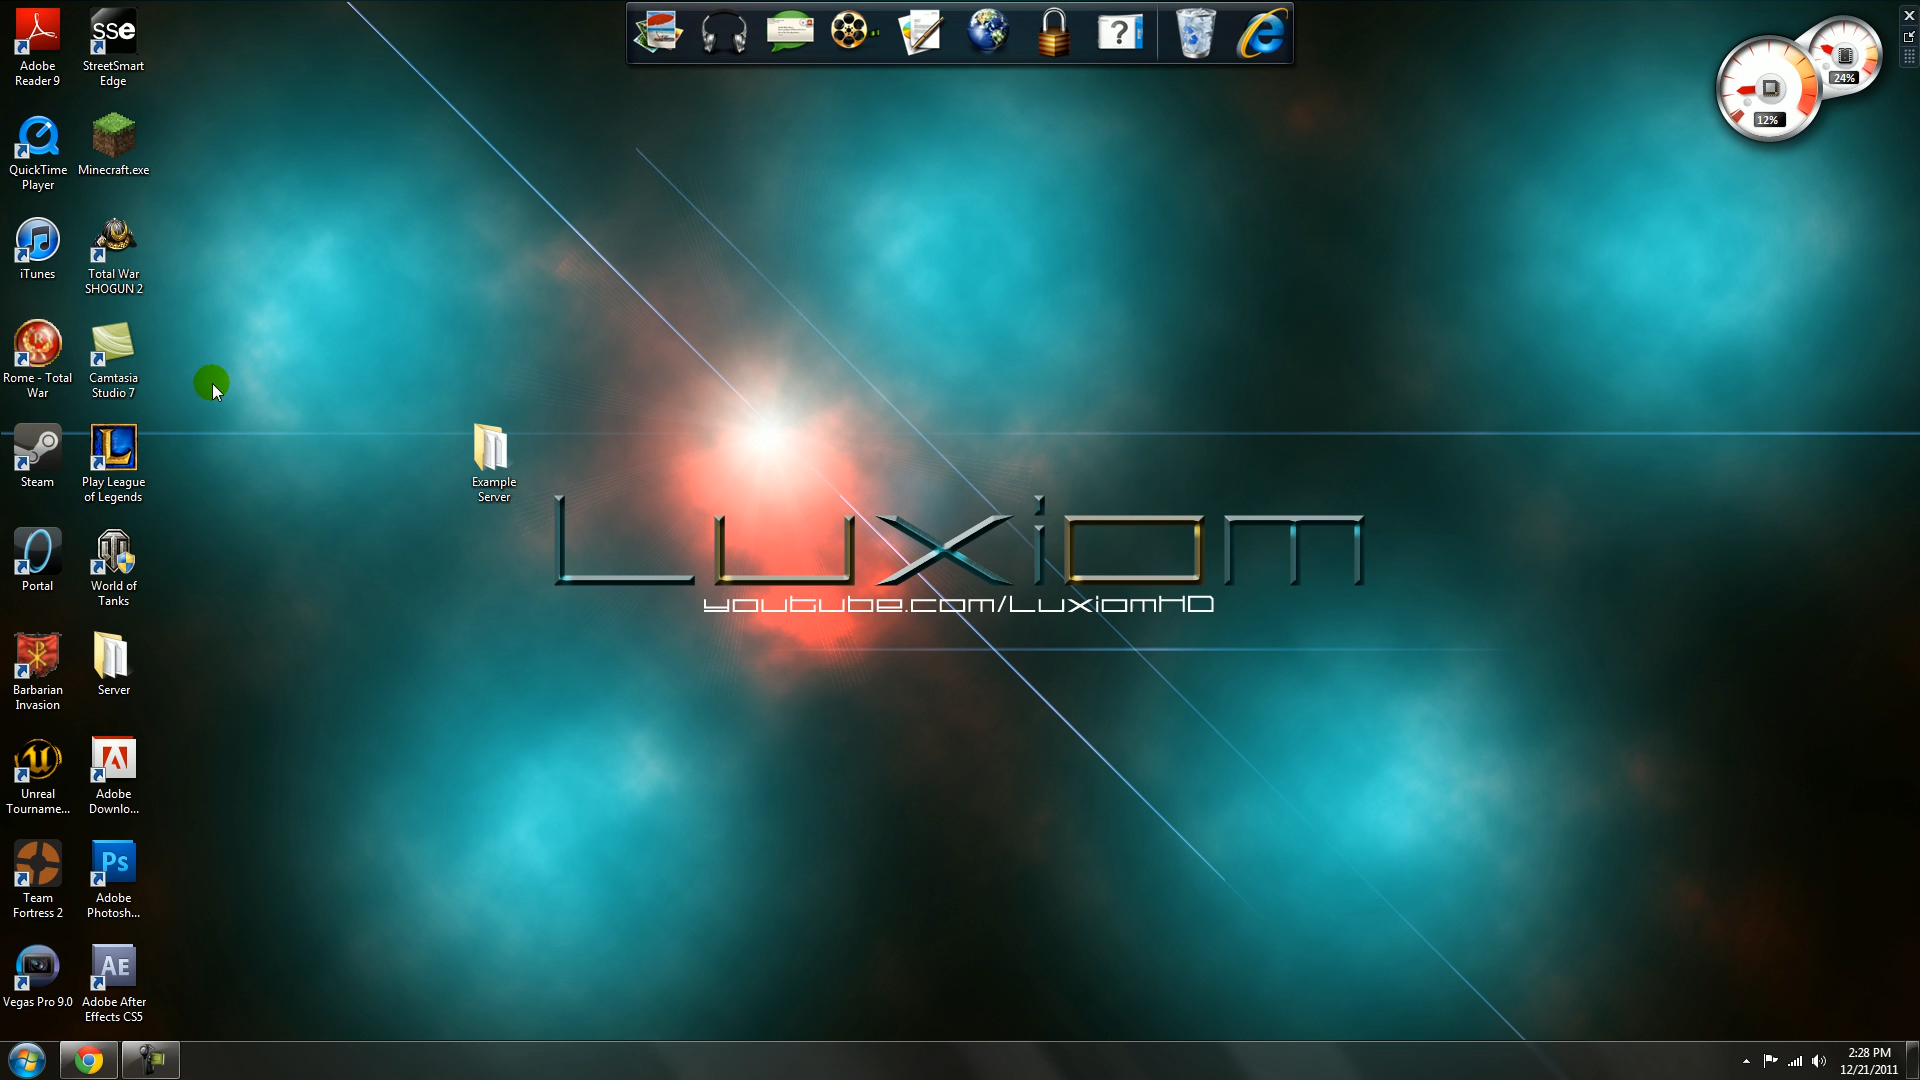 Adobe
Reader 9
StreetSmart
Edge
QuickTime
Player
Minecraft.exe
iTunes
Total War
SHOGUN 2
Rome - Total
War
Camtasia
Studio 7
Steam
Play League
of Legends
Portal
World of
Tanks
Barbarian
Invasion
Server
Unreal
Tourname...
Adobe
Downlo...
Team
Fortress 2
Adobe
Photosh...
Vegas Pro 9.0
Adobe After
Effects CS5
sse
Ps
AE
Example
Server
Luxiom
youtube.com/LuxiomHD
?
24%
12%
2:28 PM
12/21/2011